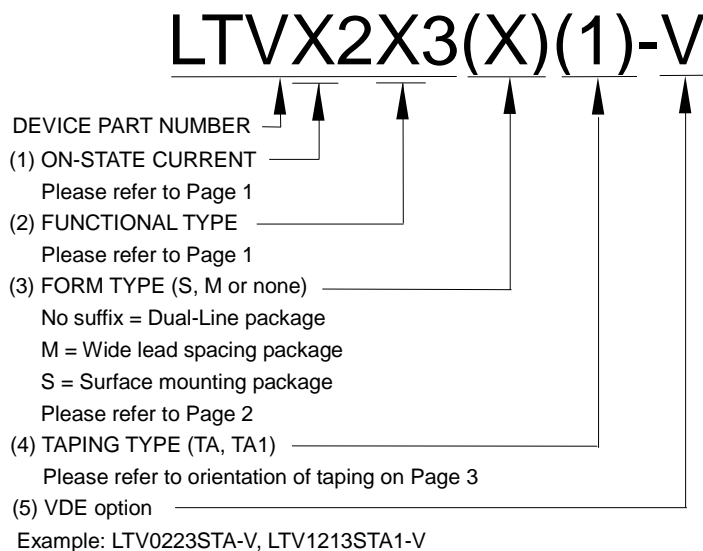 LTVX2X3(X)(1)-V
DEVICE PART NUMBER
(1) ON-STATE CURRENT
Please refer to Page 1
(2) FUNCTIONAL TYPE
Please refer to Page 1
(3) FORM TYPE (S, M or none)
No suffix = Dual-Line package
M = Wide lead spacing package
S = Surface mounting package
Please refer to Page 2
(4) TAPING TYPE (TA, TA1)
Please refer to orientation of taping on Page 3
(5) VDE option
Example: LTV0223STA-V, LTV1213STA1-V